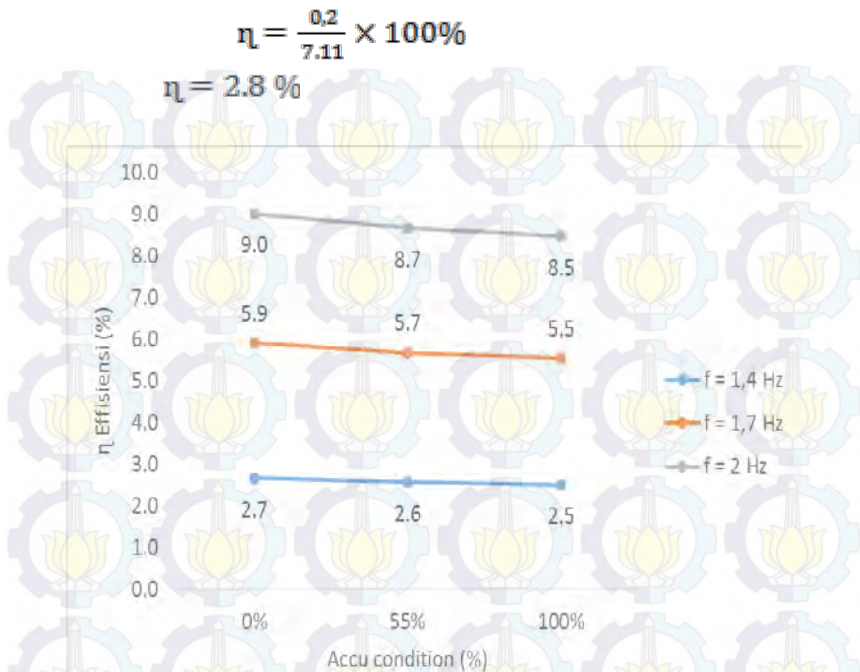 η = 0,2 / 7.11 × 100%
η = 2.8 %
10.0
9.0
8.0
7.0
6.0
5.0
4.0
3.0
2.0
1.0
0.0
η Effisiensi (%)
9.0 8.7 8.5
5.9 5.7 5,5
2.7 2.6 2.5
f = 1,4 Hz
f = 1,7 Hz
f = 2 Hz
0% 55% 100%
Accu condition (%)